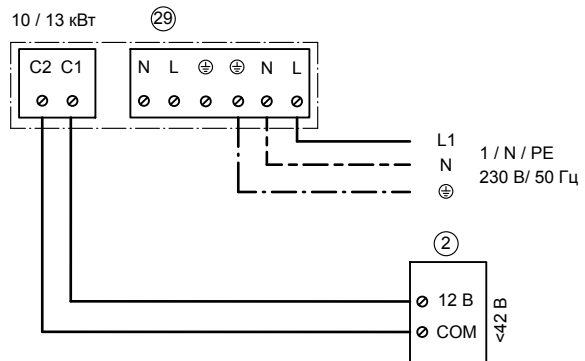 10 / 13 кВт
29
C2 C1
N L N L
L1
N
1 / N / PE
230 В/ 50 Гц
2
12 В
COM
<42 В